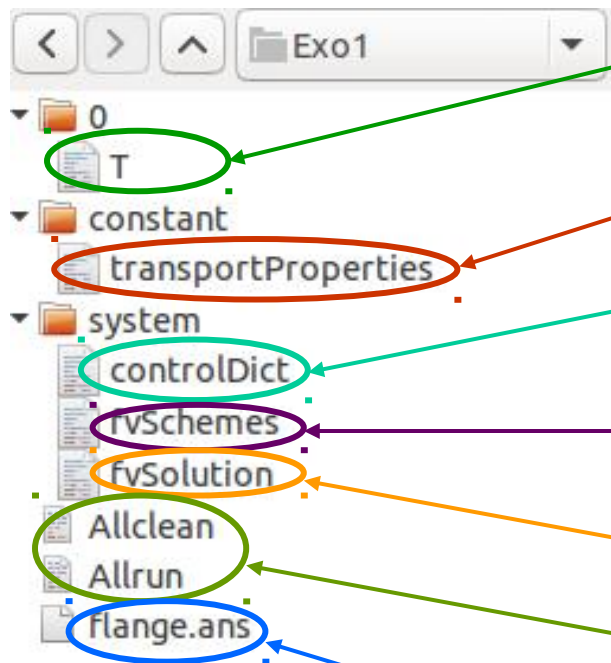 Exo1
0
T
constant
transportProperties
system
controlDict
fvSchemes
fvSolution
Allclean
Allrun
flange.ans